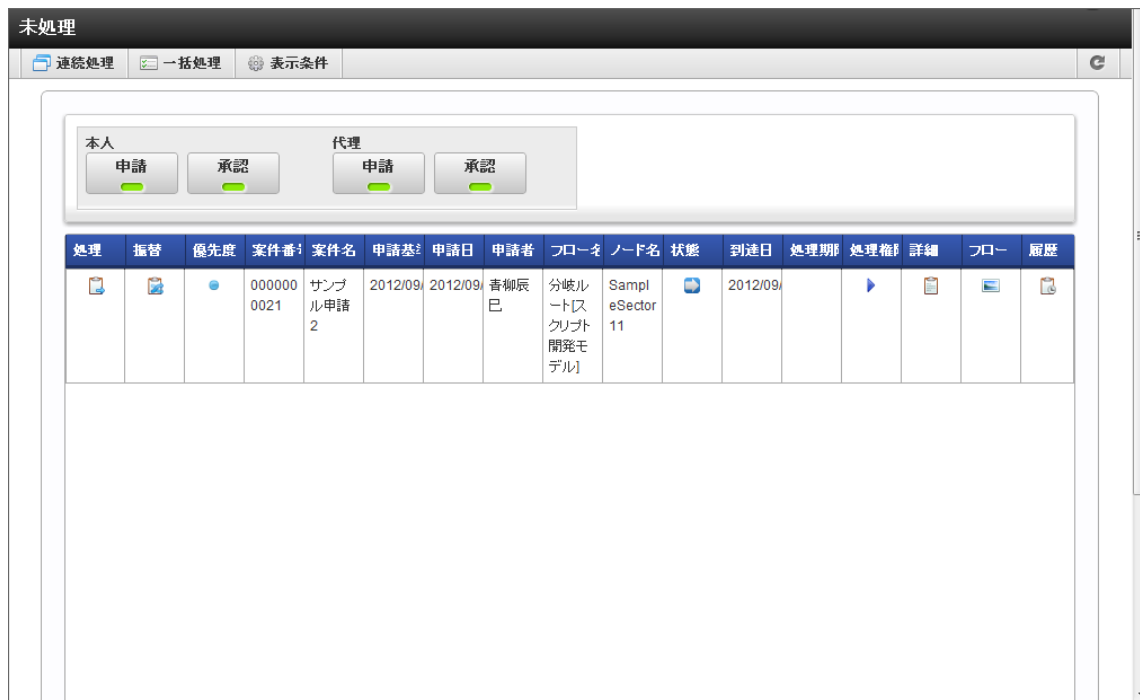 未処理
連続処理 一括処理 表示条件
本人 代理
申請 承認 申請 承認
処理 振替 優先度 案件番 案件名 申請基 申請日 申請者 フロー名 ノード名 状態 到達日 処理期 処理権 詳細 フロー 履歴
000000 サンプ 2012/09/ 2012/09/ 青柳辰 分岐ル Sampl 2012/09/
0021 ル申請 巳 ート[ス eSector
2 クリプト 11
開発モ
デル]